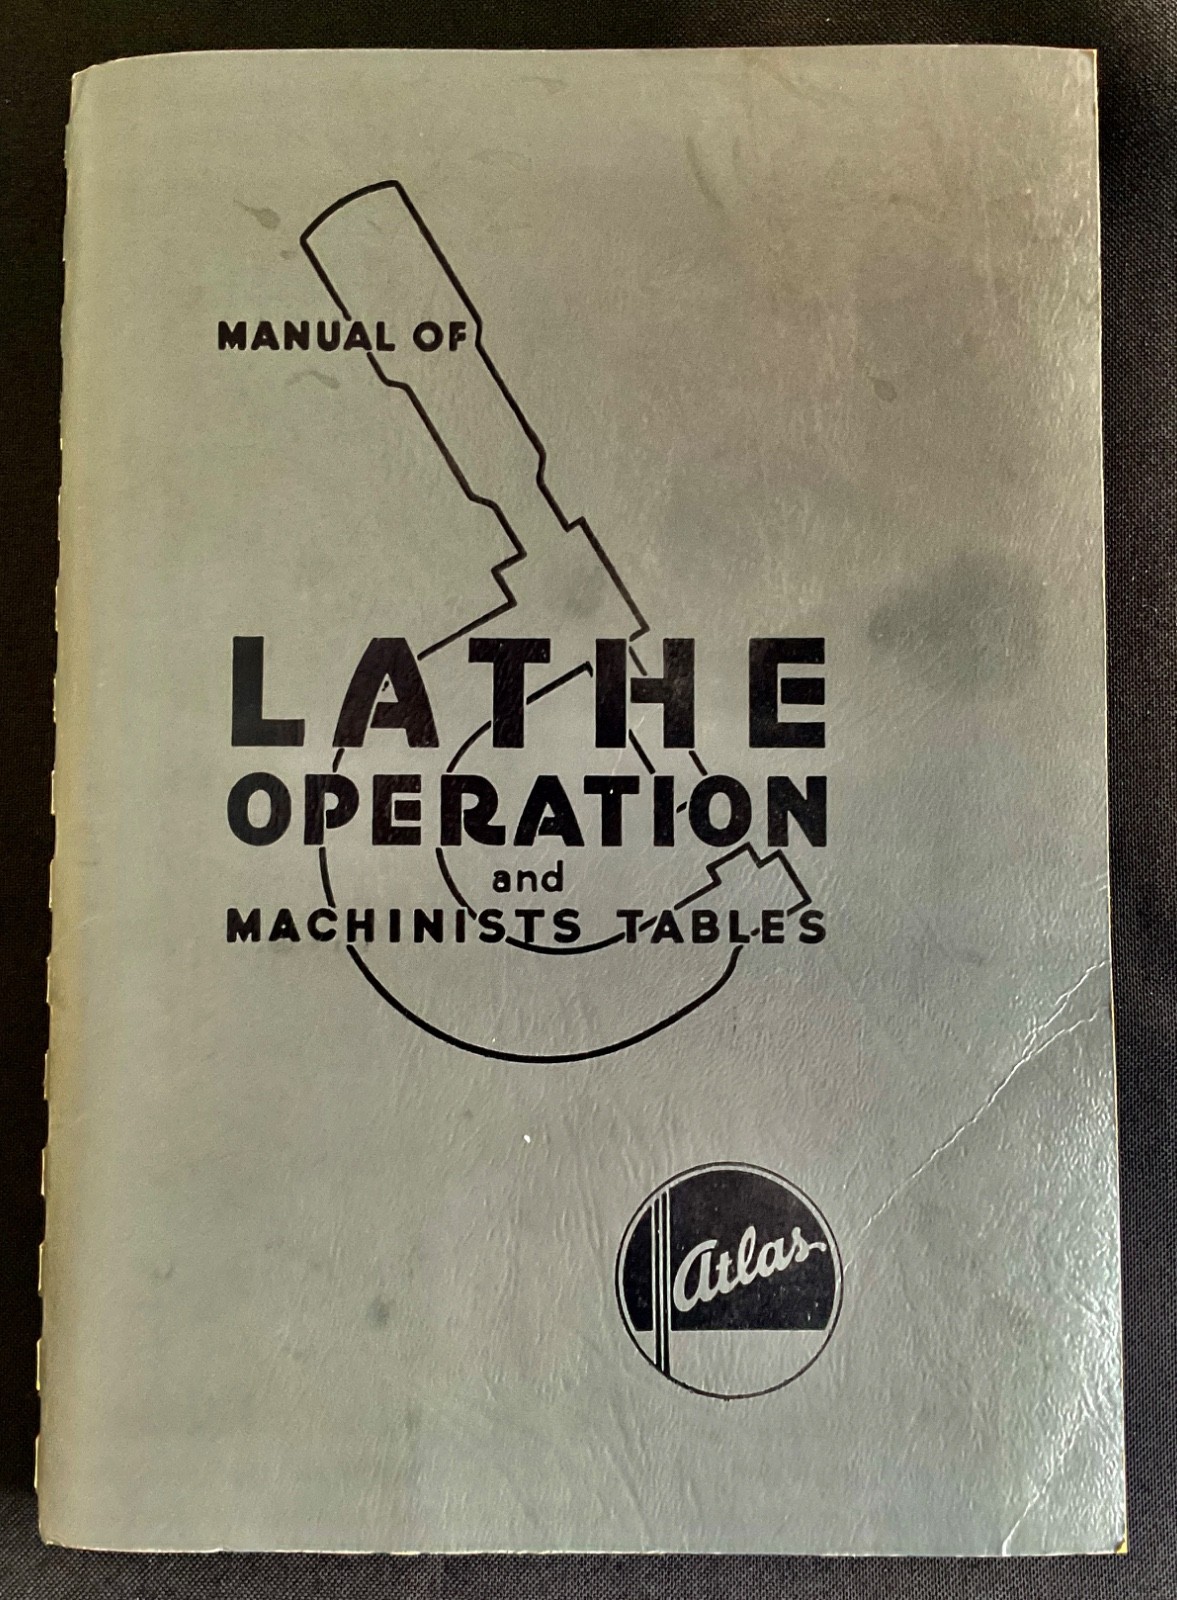 MANUAL OF
LATHE
OPERATION
and
MACHINISTS TABLES
Atlas